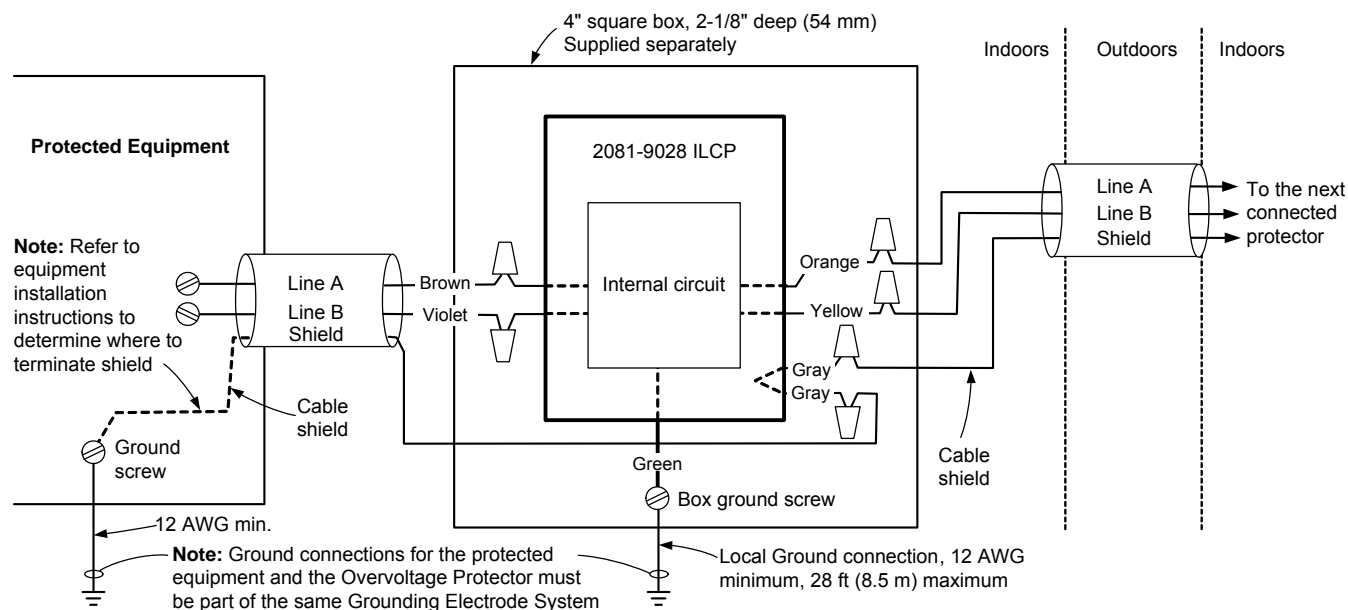 4" square box, 2-1/8" deep (54 mm)
Supplied separately
Indoors
Outdoors
Indoors
Protected Equipment
2081-9028 ILCP
Line A
Line B
Shield
To the next
connected
protector
Note: Refer to
equipment
installation
instructions to
determine where to
terminate shield
Line A
Line B
Shield
Brown
Violet
Internal circuit
Orange
Yellow
Gray
Gray
Cable
shield
Cable
shield
Ground
screw
Green
Box ground screw
12 AWG min.
Note: Ground connections for the protected
equipment and the Overvoltage Protector must
be part of the same Grounding Electrode System
Local Ground connection, 12 AWG
minimum, 28 ft (8.5 m) maximum